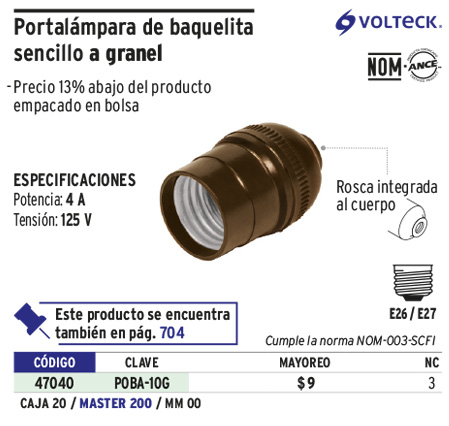 Portalámpara de baquelita
sencillo a granel
VOLTECK.
NOM-ANCE
-Precio 13% abajo del producto
empacado en bolsa
ESPECIFICACIONES
Potencia: 4 A
Tensión: 125 V
Rosca integrada
al cuerpo
E26 / E27
Este producto se encuentra
también en pág. 704
Cumple la norma NOM-003-SCFI
CÓDIGO CLAVE MAYOREO NC
47040 POBA-10G $9 3
CAJA 20 / MASTER 200 / MM 00